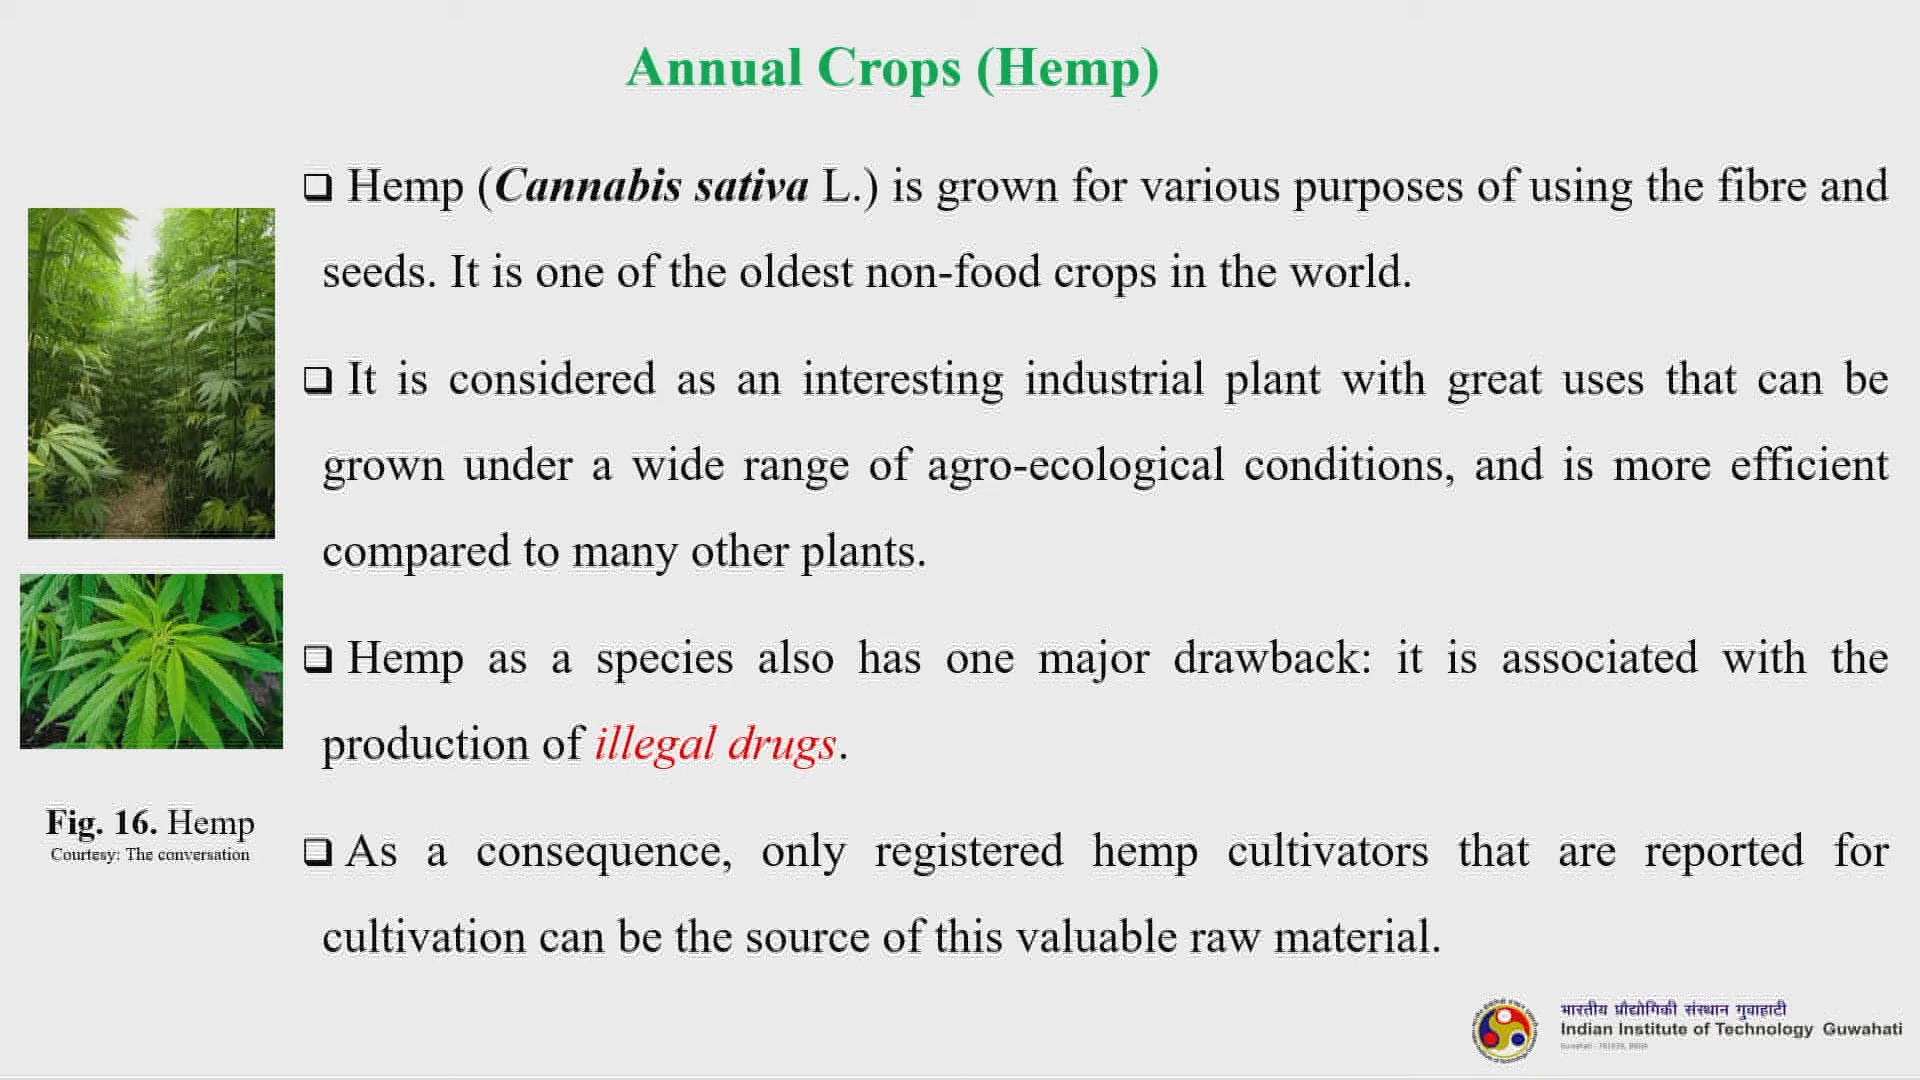 Annual Crops (Hemp)
❑ Hemp (Cannabis sativa L.) is grown for various purposes of using the fibre and
seeds. It is one of the oldest non-food crops in the world.
❑ It is considered as an interesting industrial plant with great uses that can be
grown under a wide range of agro-ecological conditions, and is more efficient
compared to many other plants.
❑ Hemp as a species also has one major drawback: it is associated with the
production of illegal drugs.
❑ As a consequence, only registered hemp cultivators that are reported for
cultivation can be the source of this valuable raw material.
Fig. 16. Hemp
Courtesy: The conversation
भारतीय प्रौद्योगिकी संस्थान गुवाहाटी
Indian Institute of Technology Guwahati
Guwahati - 781039, INDIA